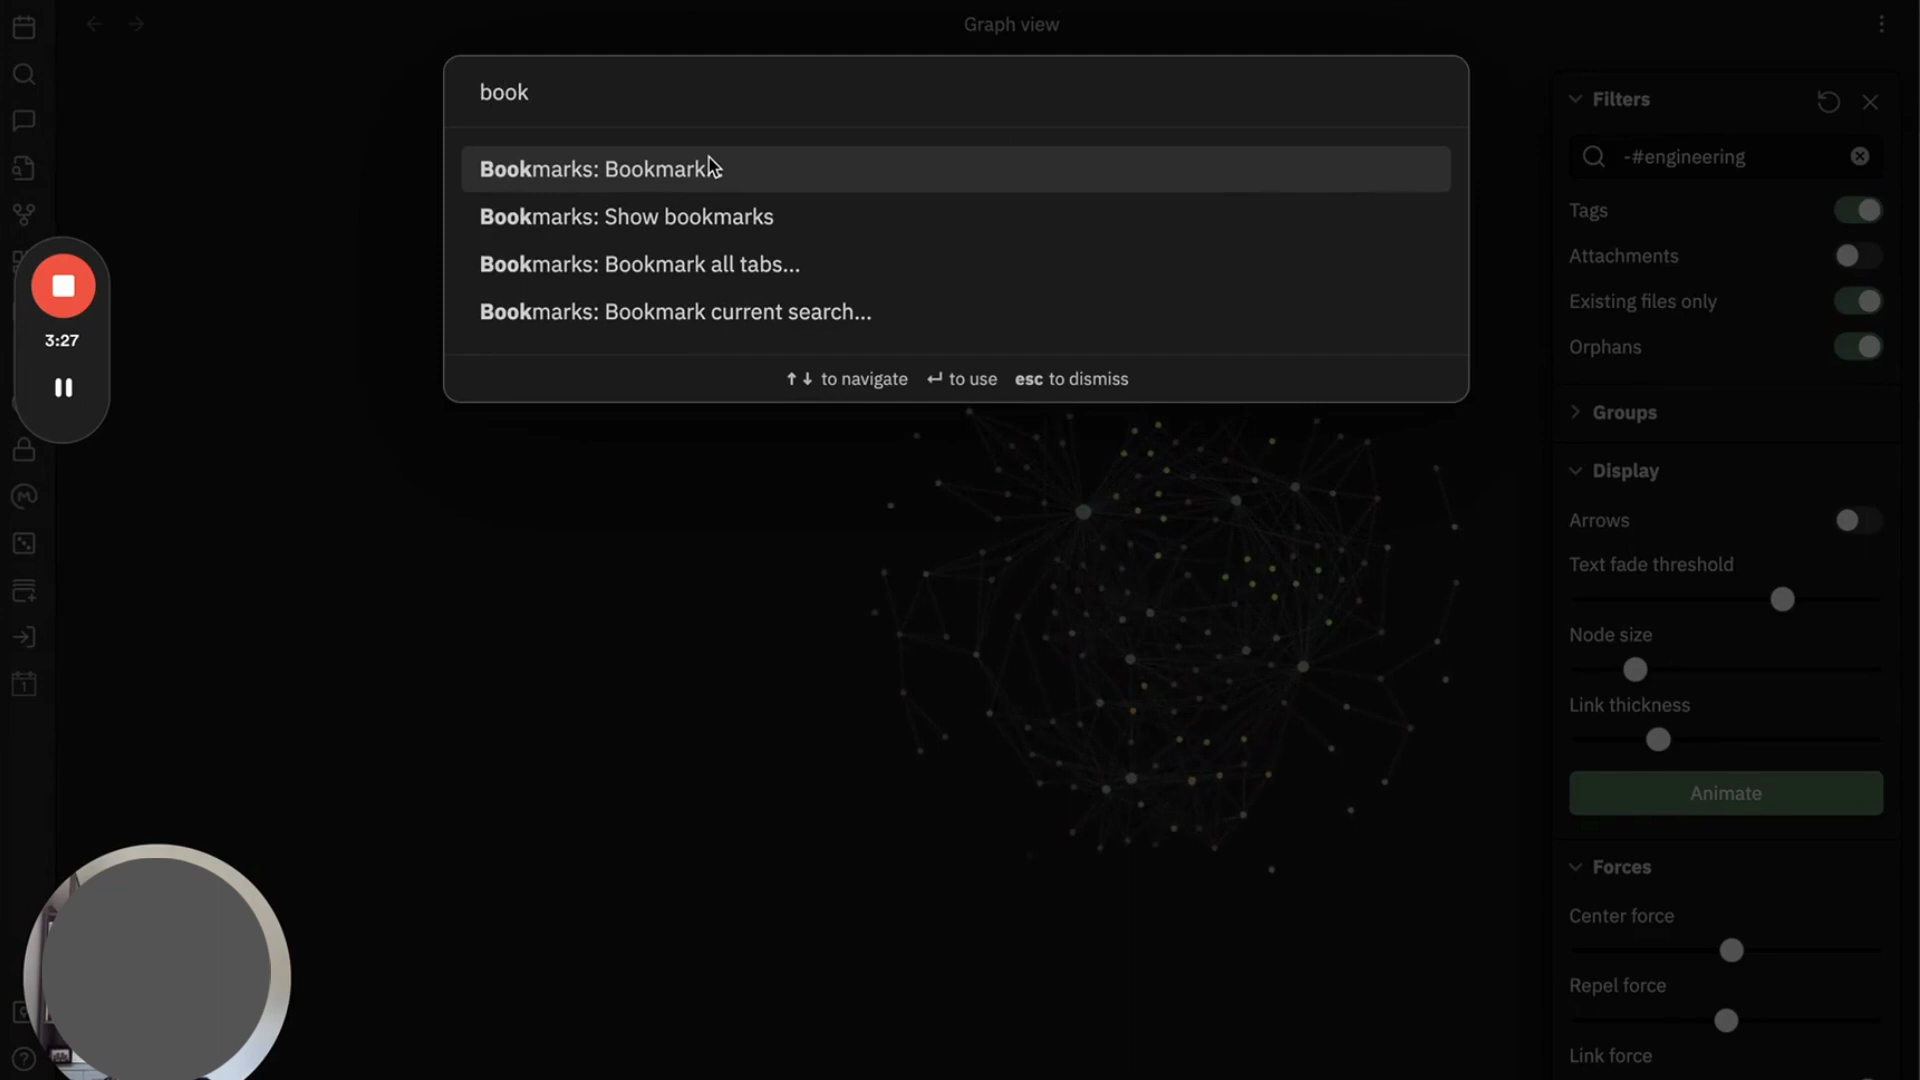 Graph view
book
Bookmarks: Bookmark
Bookmarks: Show bookmarks
Bookmarks: Bookmark all tabs...
Bookmarks: Bookmark current search...
↑ ↓ to navigate ↵ to use esc to dismiss
3:27
Filters
-#engineering
Tags
Attachments
Existing files only
Orphans
Groups
Display
Arrows
Text fade threshold
Node size
Link thickness
Animate
Forces
Center force
Repel force
Link force
1